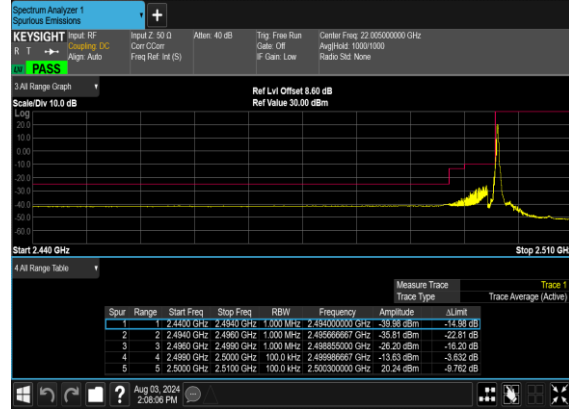 Spectrum Analyzer 1
Spurious Emissions
+
KEYSIGHT Input: RF Input Z: 50 Ω Atten: 40 dB Trig: Free Run Center Freq: 22.005000000 GHz
R T Coupling: DC Corr CCorr Gate: Off Avg|Hold: 1000/1000
Align: Auto Freq Ref: Int (S) IF Gain: Low Radio Std: None
PASS
3 All Range Graph
Ref Lvl Offset 8.60 dB
Scale/Div 10.0 dB Ref Value 30.00 dBm
Log
20.0
10.0
0.00
-10.0
-20.0
-30.0
-40.0
-50.0
-60.0
Start 2.440 GHz Stop 2.510 GHz
4 All Range Table
Measure Trace Trace 1
Trace Type Trace Average (Active)
Spur Range Start Freq Stop Freq RBW Frequency Amplitude ΔLimit
1 1 2.4400 GHz 2.4940 GHz 1.000 MHz 2.494000000 GHz -39.98 dBm -14.98 dB
2 2 2.4940 GHz 2.4960 GHz 1.000 MHz 2.495666667 GHz -35.81 dBm -22.81 dB
3 3 2.4960 GHz 2.4990 GHz 1.000 MHz 2.498855000 GHz -26.20 dBm -16.20 dB
4 4 2.4990 GHz 2.5000 GHz 100.0 kHz 2.499986667 GHz -13.63 dBm -3.632 dB
5 5 2.5000 GHz 2.5100 GHz 100.0 kHz 2.500300000 GHz 20.24 dBm -9.762 dB
? Aug 03, 2024
2:08:06 PM